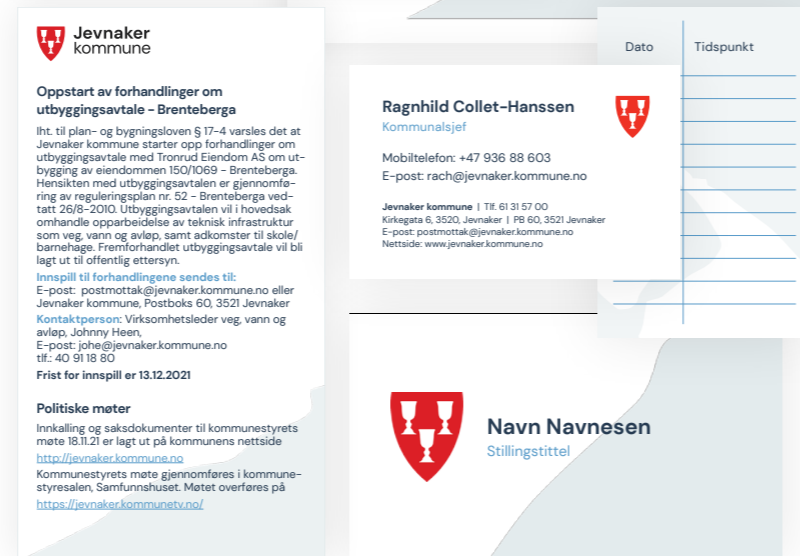 Jevnaker
kommune
Oppstart av forhandlinger om
utbyggingsavtale – Brenteberga
Iht. til plan- og bygningsloven § 17-4 varsles det at
Jevnaker kommune starter opp forhandlinger om
utbyggingsavtale med Tronrud Eiendom AS om ut-
bygging av eiendommen 150/1069 – Brenteberga.
Hensikten med utbyggingsavtalen er gjennomfø-
ring av reguleringsplan nr. 52 – Brenteberga ved-
tatt 26/8-2010. Utbyggingsavtalen vil i hovedsak
omhandle opparbeidelse av teknisk infrastruktur
som veg, vann og avløp, samt adkomster til skole/
barnehage. Fremforhandlet utbyggingsavtale vil bli
lagt ut til offentlig ettersyn.
Innspill til forhandlingene sendes til:
E-post: postmottak@jevnaker.kommune.no eller
Jevnaker kommune, Postboks 60, 3521 Jevnaker
Kontaktperson: Virksomhetsleder veg, vann og
avløp, Johnny Heen,
E-post: johe@jevnaker.kommune.no
tlf.: 40 91 18 80
Frist for innspill er 13.12.2021
Politiske møter
Innkalling og saksdokumenter til kommunestyrets
møte 18.11.21 er lagt ut på kommunens nettside
http://jevnaker.kommune.no
Kommunestyrets møte gjennomføres i kommune-
styresalen, Samfunnshuset. Møtet overføres på
https://jevnaker.kommunetv.no/
Ragnhild Collet-Hanssen
Kommunalsjef
Mobiltelefon: +47 936 88 603
E-post: rach@jevnaker.kommune.no
Jevnaker kommune | Tlf. 61 31 57 00
Kirkegata 6, 3520, Jevnaker | PB 60, 3521 Jevnaker
E-post: postmottak@jevnaker.kommune.no
Nettside: www.jevnaker.kommune.no
Dato Tidspunkt
Navn Navnesen
Stillingstittel